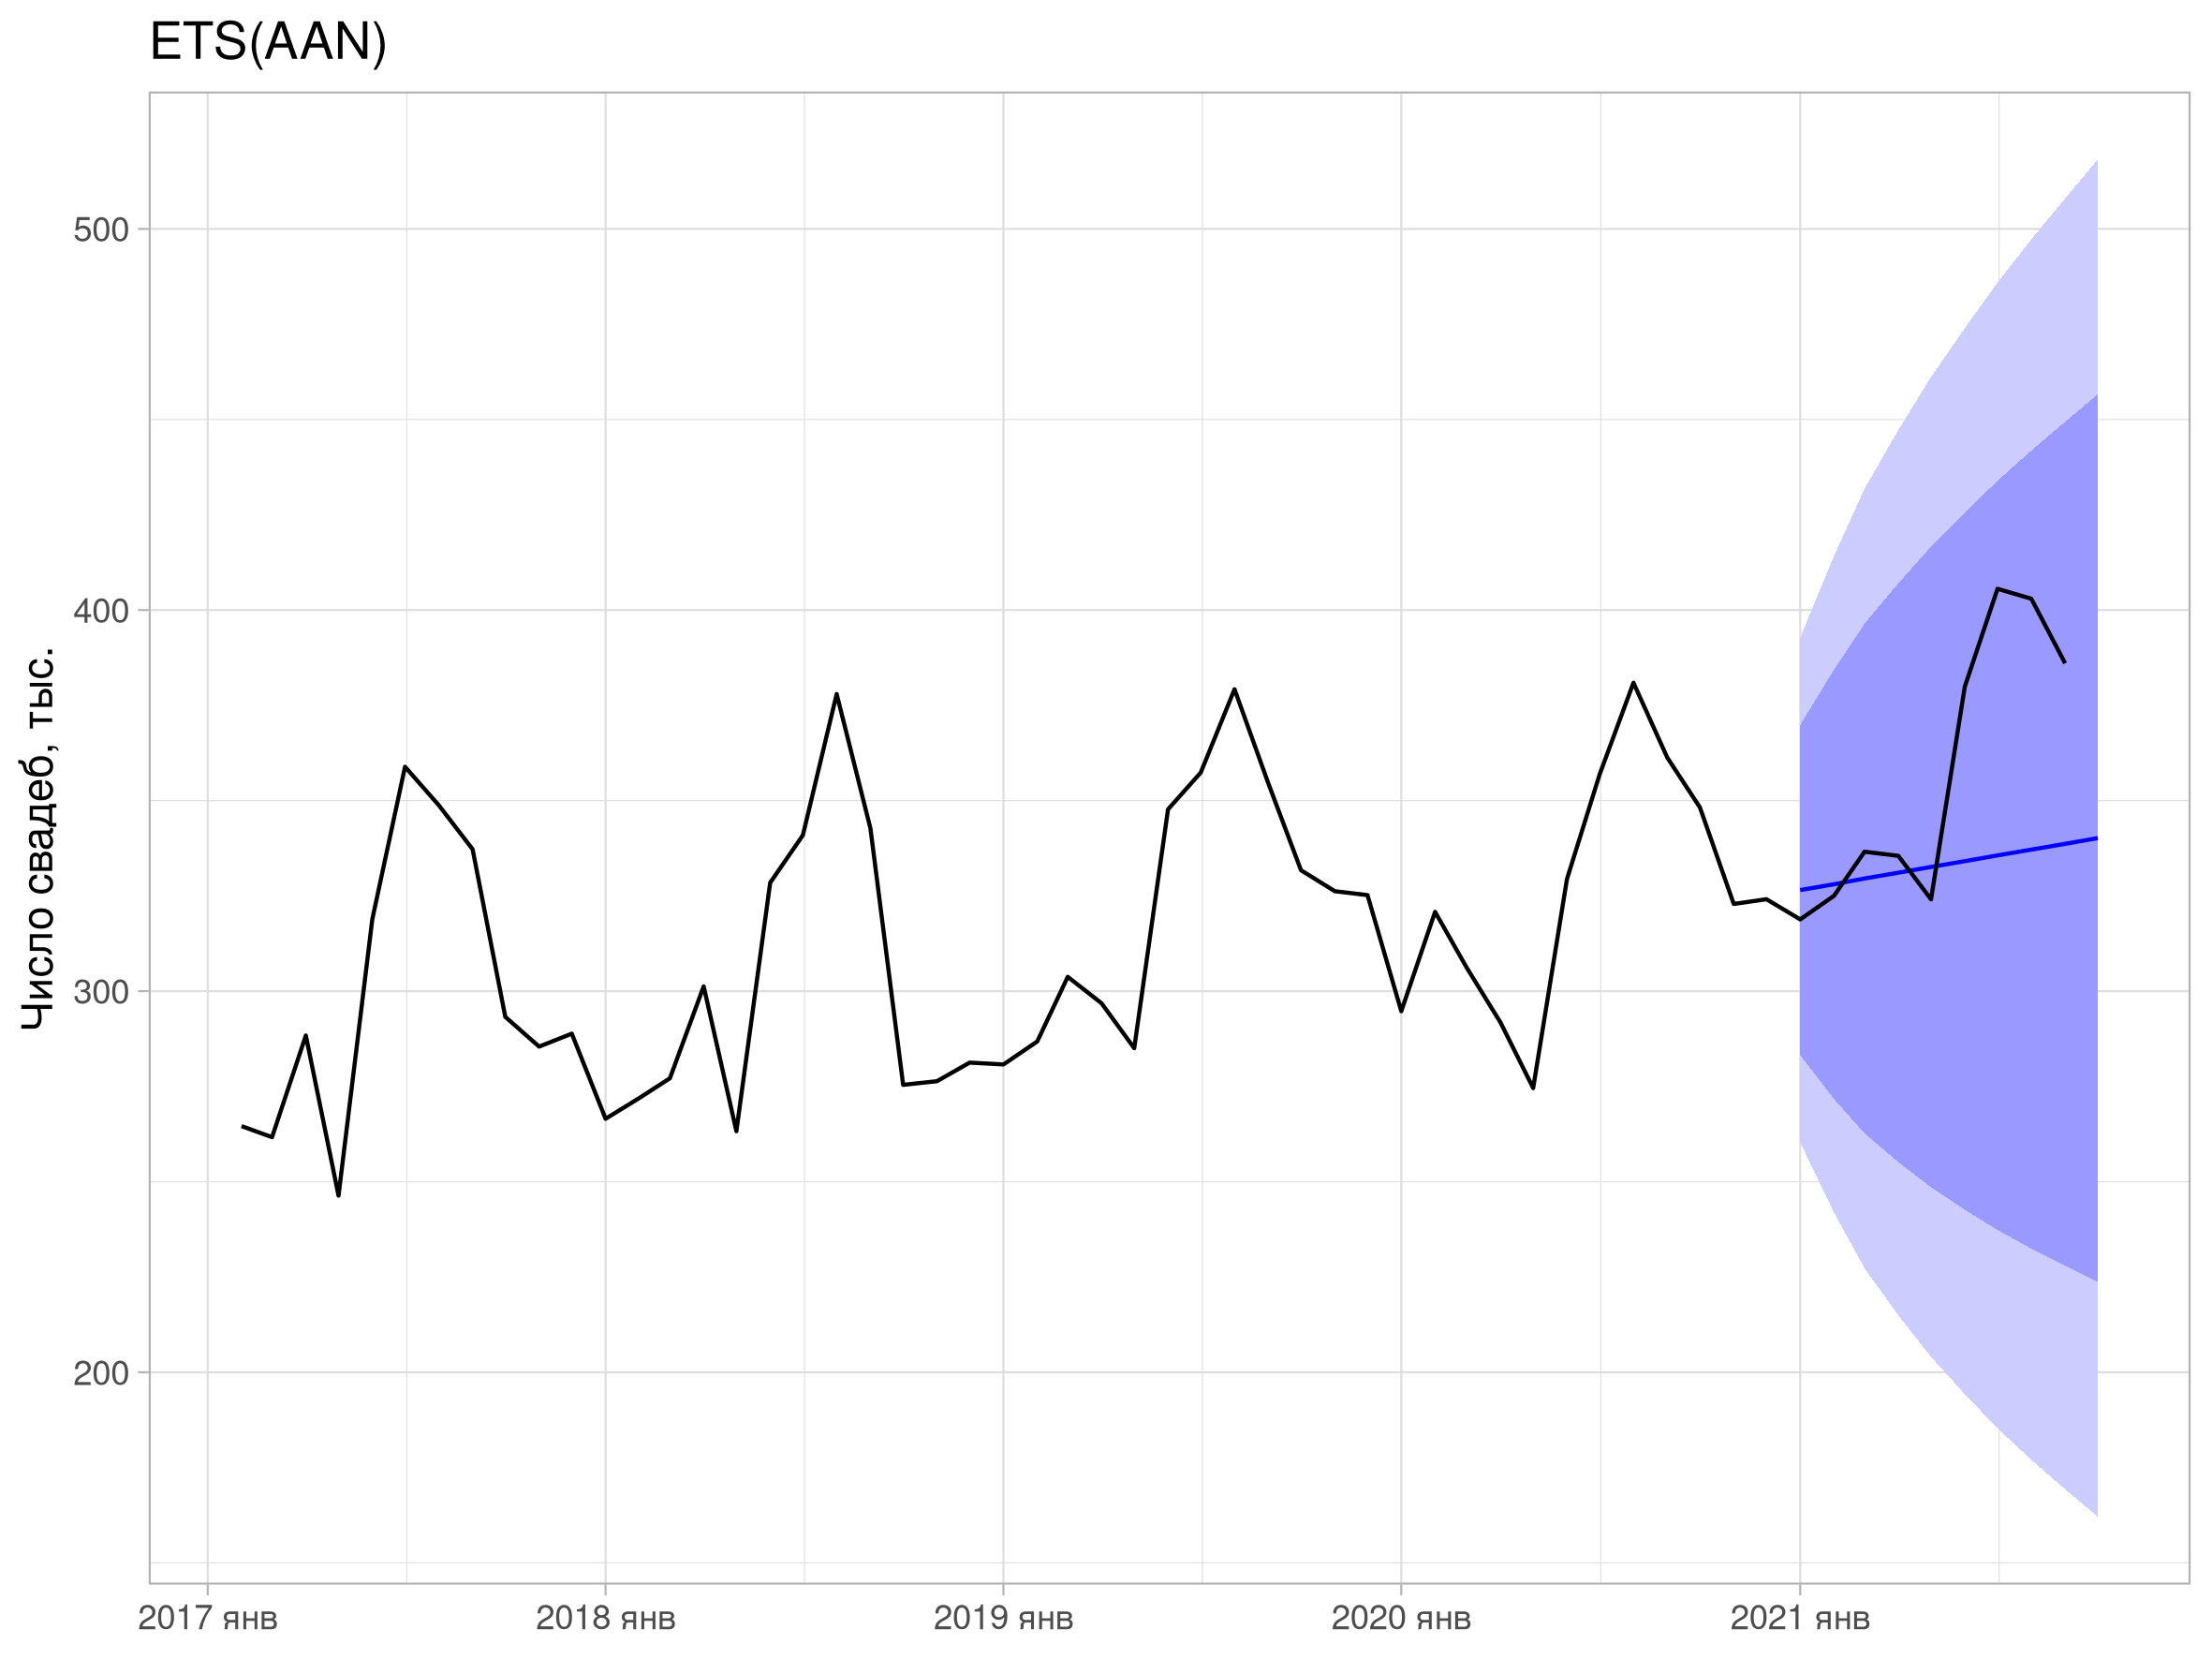 ETS(AAN)
Число свадеб, тыс.
500
400
300
200
2017 янв
2018 янв
2019 янв
2020 янв
2021 янв